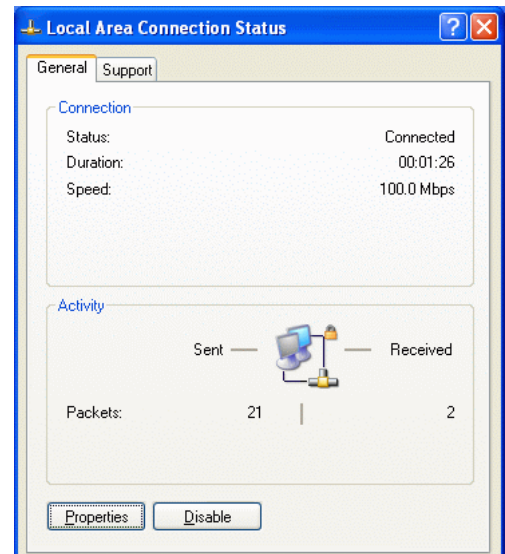 Local Area Connection Status
General Support
Connection
Status: Connected
Duration: 00:01:26
Speed: 100.0 Mbps
Activity
Sent Received
Packets: 21 2
Properties Disable